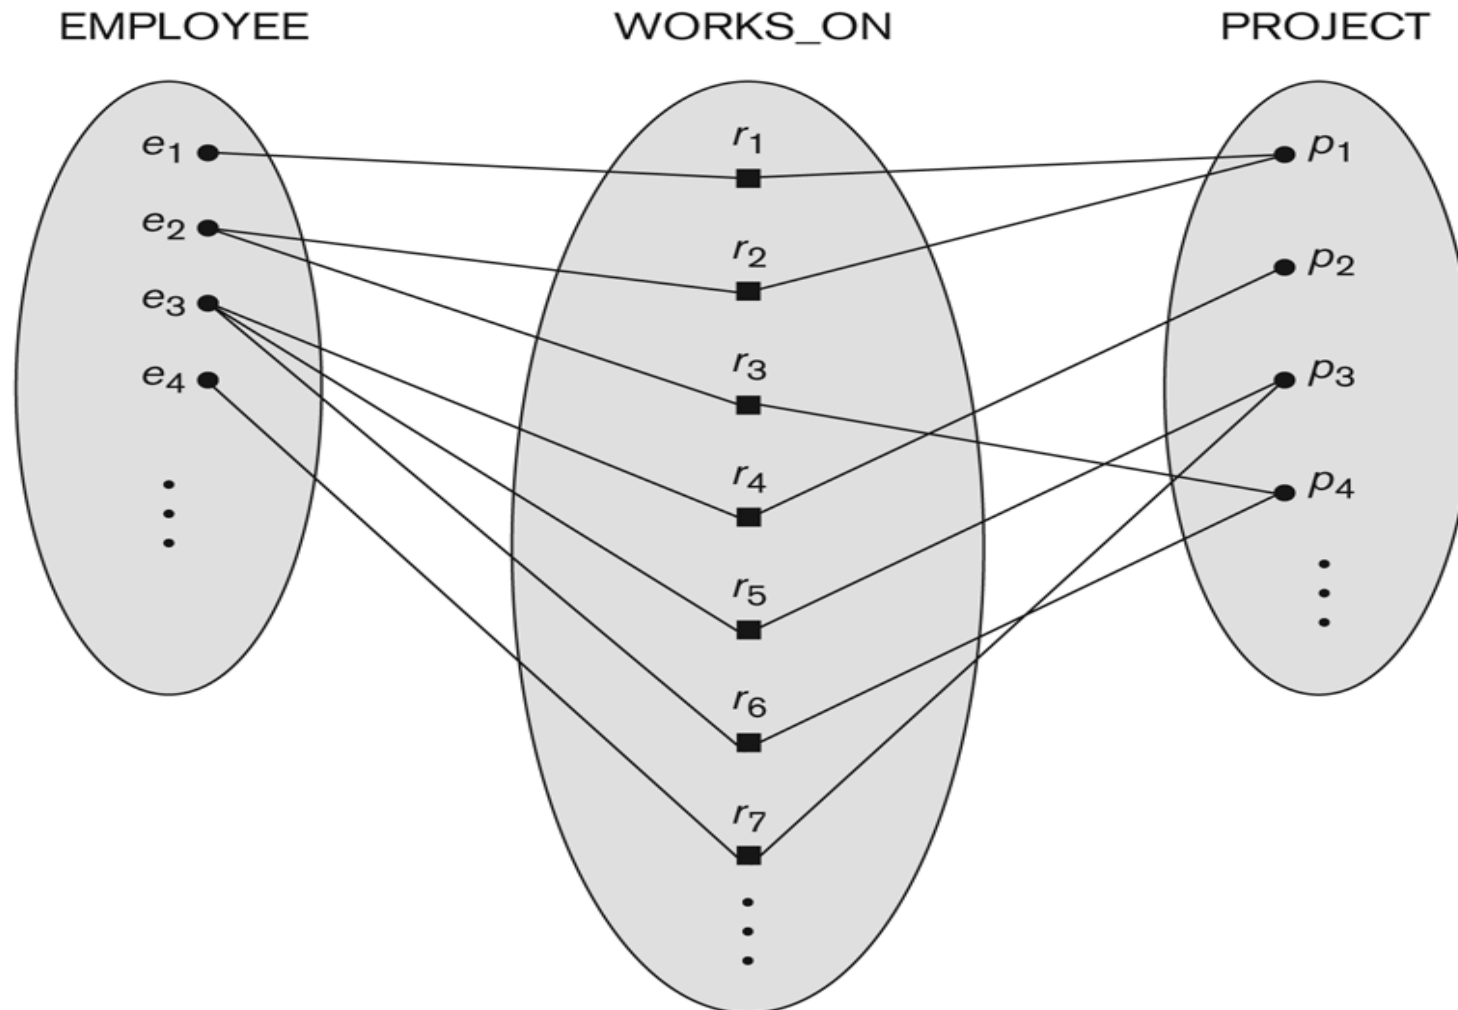 EMPLOYEE WORKS_ON PROJECT
e1 r1 p1
e2 r2 p2
e3 r3 p3
e4 r4 p4
r5
r6
r7